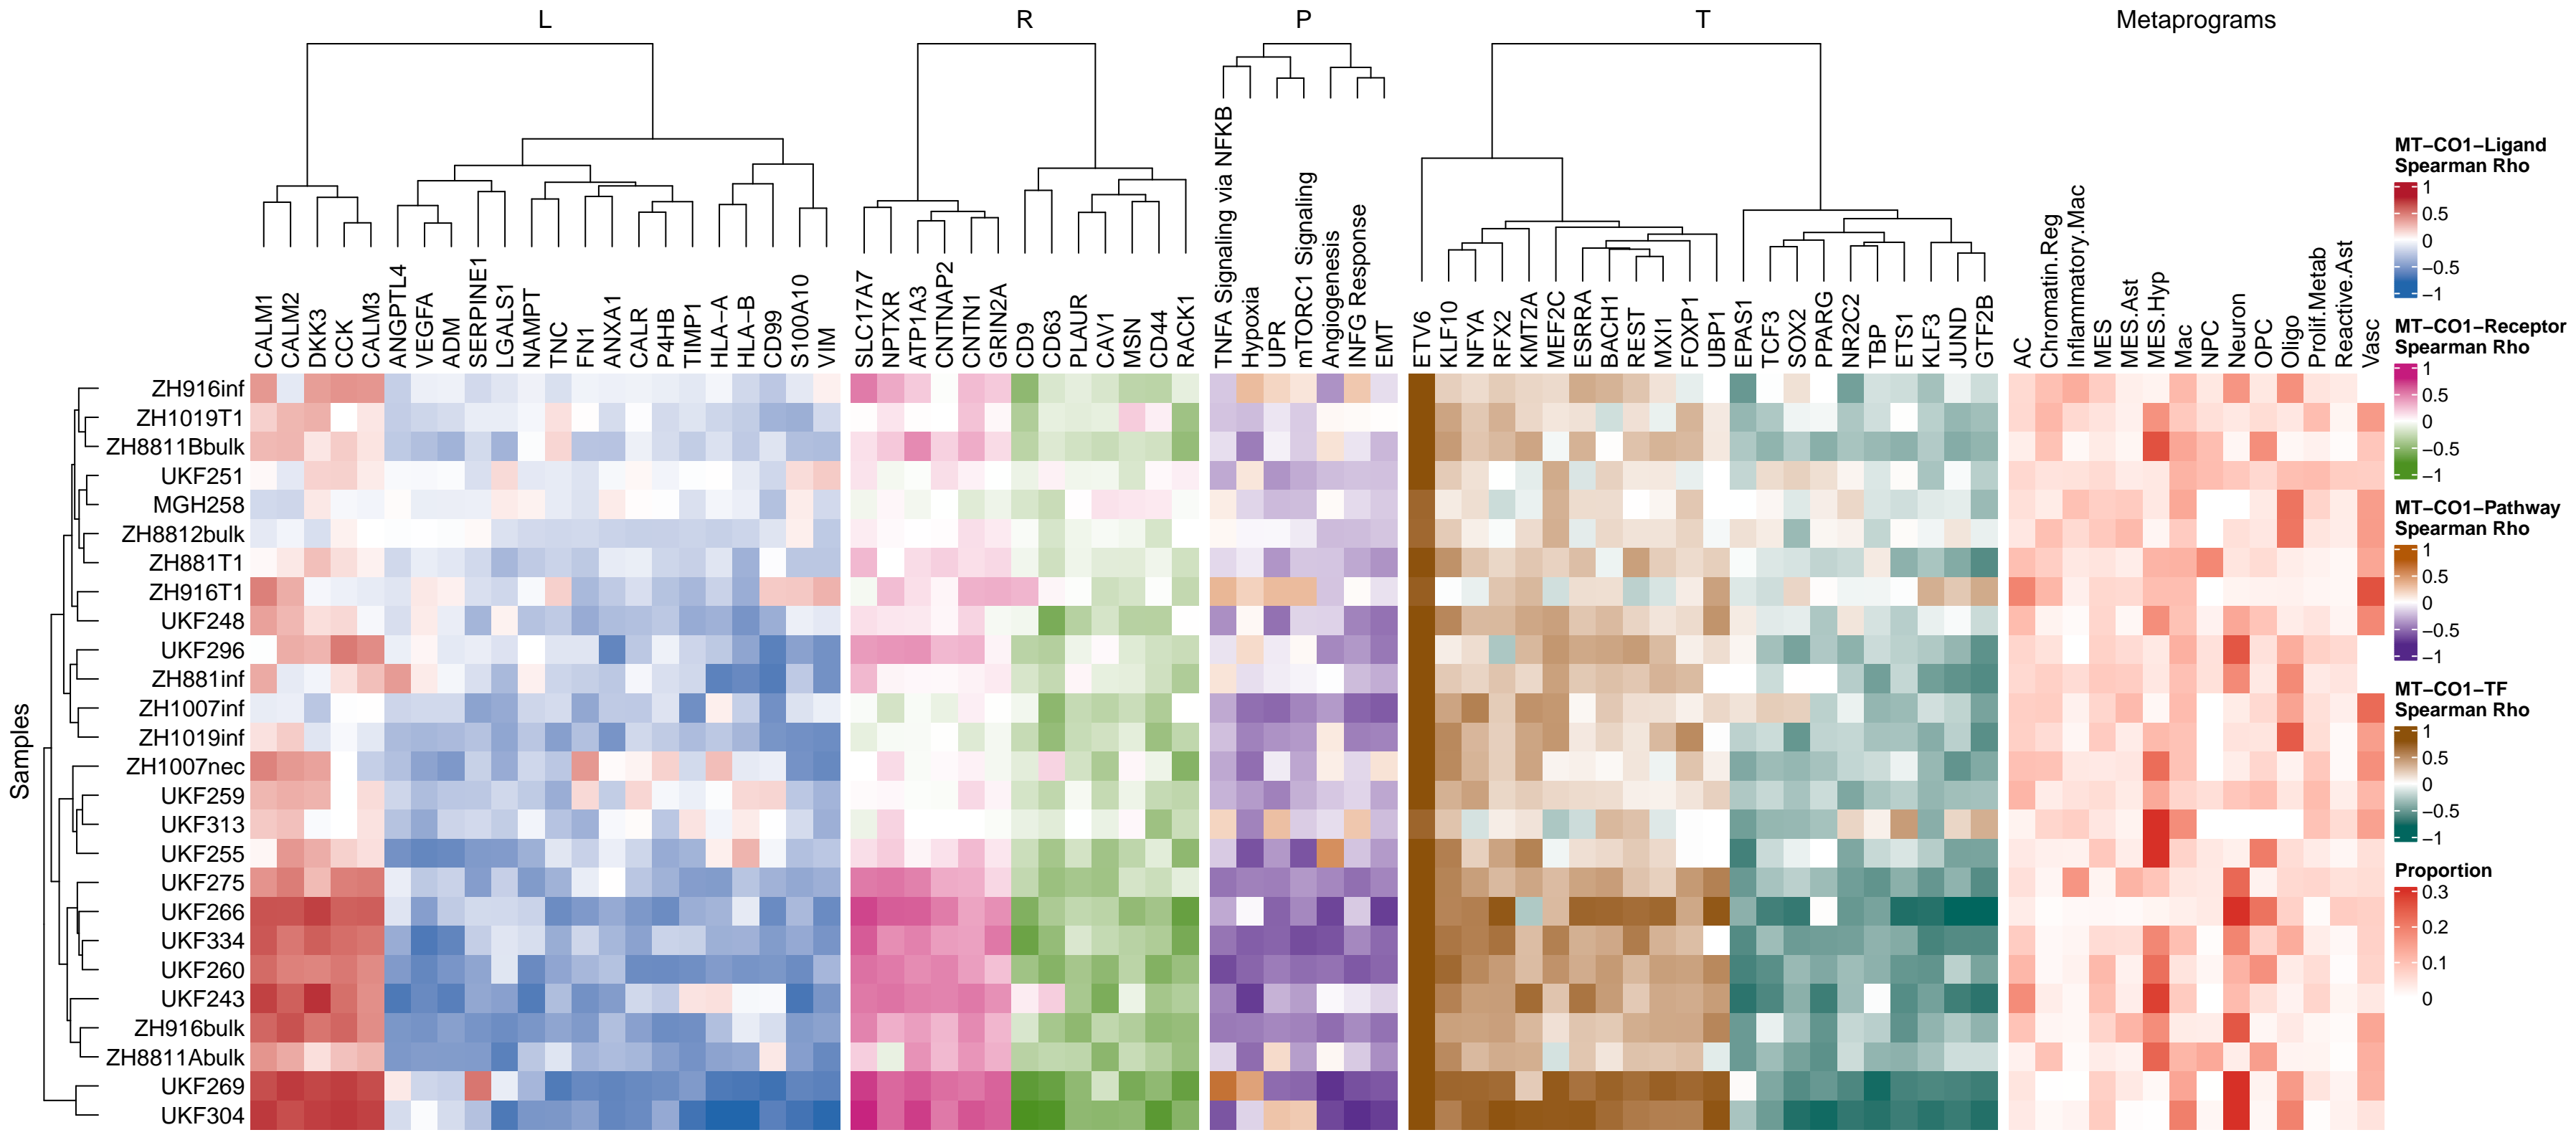 L
R
P
T
Metaprograms
CALM1
CALM2
DKK3
CCK
CALM3
ANGPTL4
VEGFA
ADM
SERPINE1
LGALS1
NAMPT
TNC
FN1
ANXA1
CALR
P4HB
TIMP1
HLA−A
HLA−B
CD99
S100A10
VIM
SLC17A7
NPTXR
ATP1A3
CNTNAP2
CNTN1
GRIN2A
CD9
CD63
PLAUR
CAV1
MSN
CD44
RACK1
TNFA Signaling via NFKB
Hypoxia
UPR
mTORC1 Signaling
Angiogenesis
INFG Response
EMT
ETV6
KLF10
NFYA
RFX2
KMT2A
MEF2C
ESRRA
BACH1
REST
MXI1
FOXP1
UBP1
EPAS1
TCF3
SOX2
PPARG
NR2C2
TBP
ETS1
KLF3
JUND
GTF2B
AC
Chromatin.Reg
Inflammatory.Mac
MES
MES.Ast
MES.Hyp
Mac
NPC
Neuron
OPC
Oligo
Prolif.Metab
Reactive.Ast
Vasc
Samples
ZH916inf
ZH1019T1
ZH8811Bbulk
UKF251
MGH258
ZH8812bulk
ZH881T1
ZH916T1
UKF248
UKF296
ZH881inf
ZH1007inf
ZH1019inf
ZH1007nec
UKF259
UKF313
UKF255
UKF275
UKF266
UKF334
UKF260
UKF243
ZH916bulk
ZH8811Abulk
UKF269
UKF304
MT−CO1−Ligand
Spearman Rho
1
0.5
0
−0.5
−1
MT−CO1−Receptor
Spearman Rho
1
0.5
0
−0.5
−1
MT−CO1−Pathway
Spearman Rho
1
0.5
0
−0.5
−1
MT−CO1−TF
Spearman Rho
1
0.5
0
−0.5
−1
Proportion
0.3
0.2
0.1
0